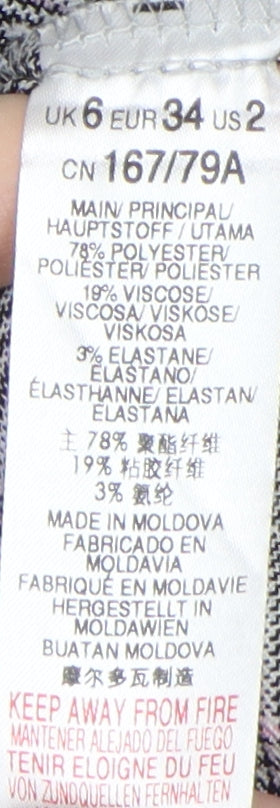 UK 6 EUR 34 US 2
CN 167/79A
MAIN/ PRINCIPAL/
HAUPTSTOFF / UTAMA
78% POLYESTER/
POLIÉSTER/ POLIESTER
19% VISCOSE/
VISCOSA/ VISKOSE/
VISKOSA
3% ELASTANE/
ELASTANO/
ÉLASTHANNE/ ELASTAN/
ELASTANA
主 78% 聚酯纤维
19% 粘胶纤维
3% 氨纶
MADE IN MOLDOVA
FABRICADO EN
MOLDAVIA
FABRIQUÉ EN MOLDAVIE
HERGESTELLT IN
MOLDAWIEN
BUATAN MOLDOVA
摩尔多瓦制造
KEEP AWAY FROM FIRE
MANTENER ALEJADO DEL FUEGO
TENIR ELOIGNE DU FEU
VON ZUNDQUELLEN FERNHALTEN